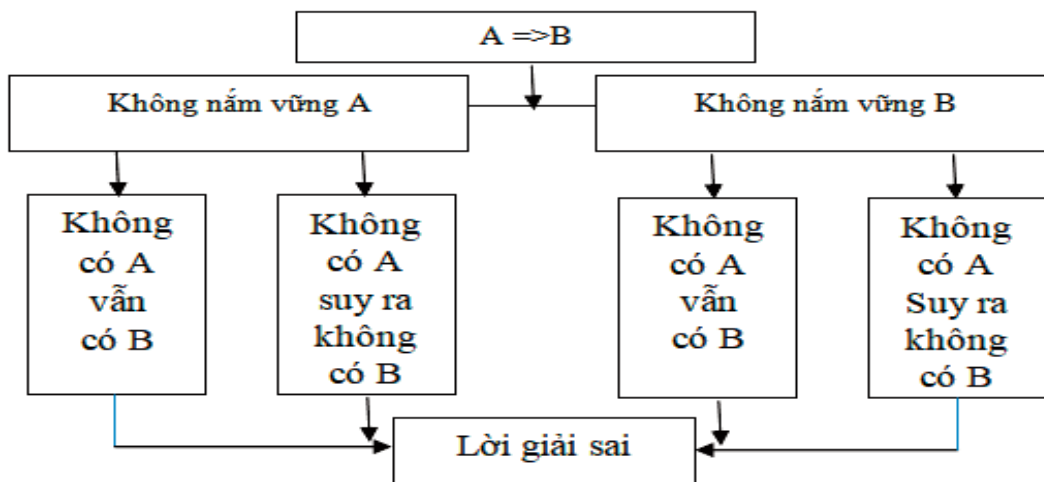 A =>B
Không nắm vững A
Không nắm vững B
Không
có A
vẫn
có B
Không
có A
suy ra
không
có B
Không
có A
vẫn
có B
Không
có A
Suy ra
không
có B
Lời giải sai